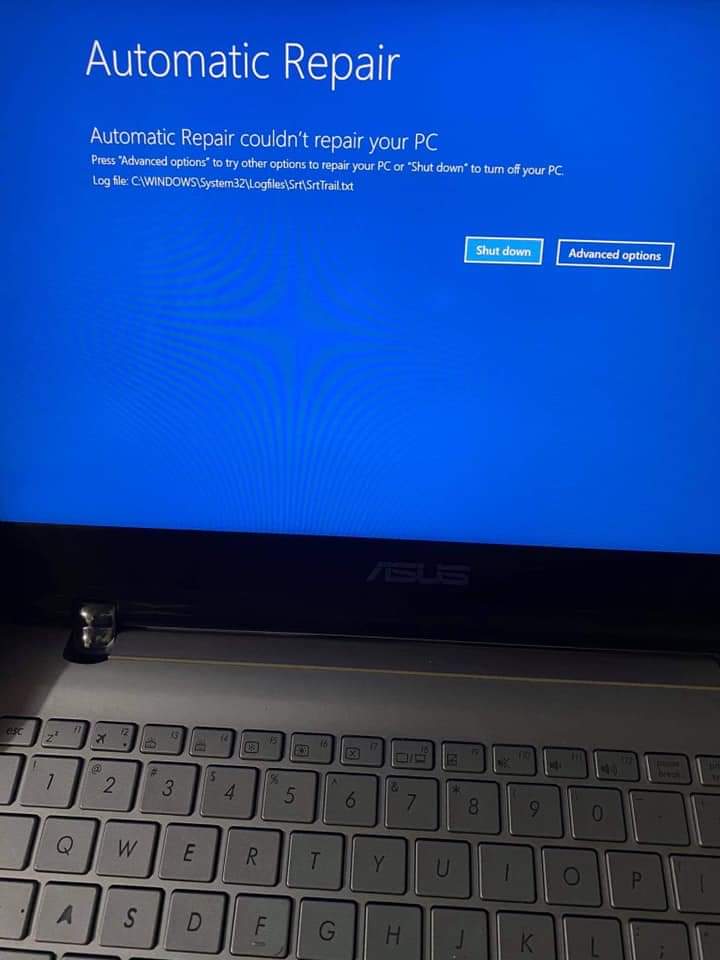 Automatic Repair
Automatic Repair couldn't repair your PC
Press "Advanced options" to try other options to repair your PC or "Shut down" to turn off your PC.
Log file: C:\WINDOWS\System32\Logfiles\Srt\SrtTrail.txt
Shut down Advanced options
ASUS
esc f1 f2 f3 f4 f5 f6 f7 f8 f9 f10 f11 f12 pause break
! 1 @ 2 # 3 $ 4 % 5 ^ 6 & 7 * 8 9 0
Q W E R T Y U I O P
A S D F G H J K L